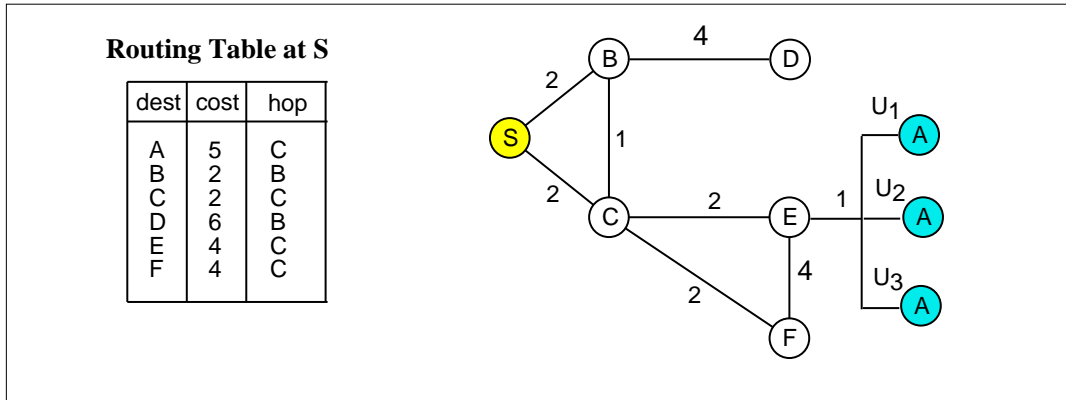 Routing Table at S
dest cost hop
A 5 C
B 2 B
C 2 C
D 6 B
E 4 C
F 4 C
B 4 D
2
U1
A
S
1
2
U2
C 2 E 1 A
4
U3
2
A
F